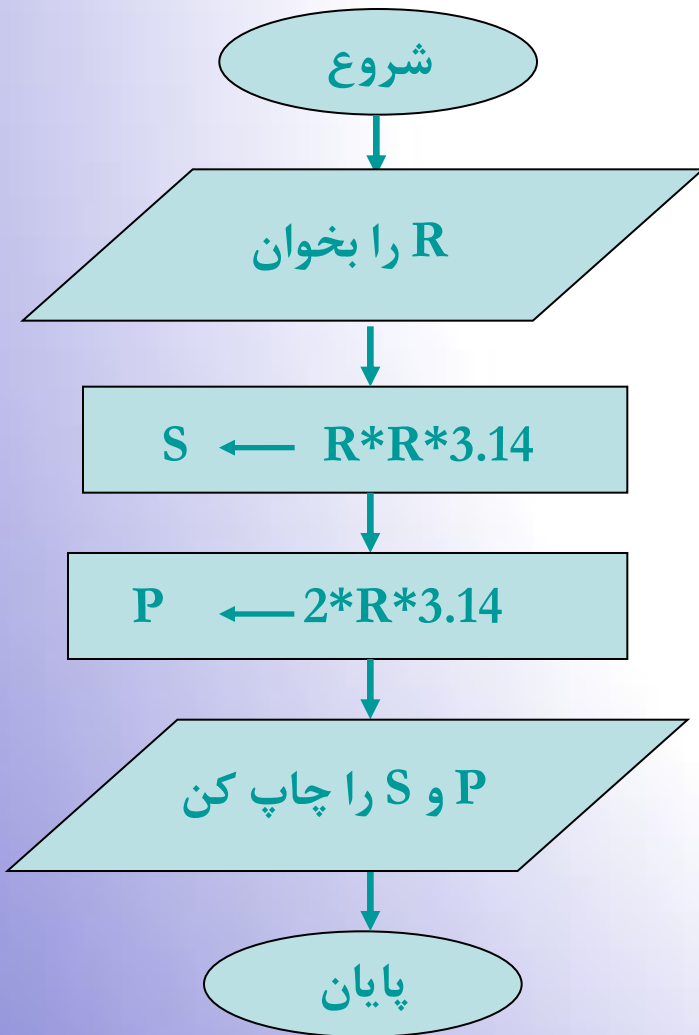 شروع
R را بخوان
S ← R*R*3.14
P ← 2*R*3.14
P و S را چاپ کن
پایان